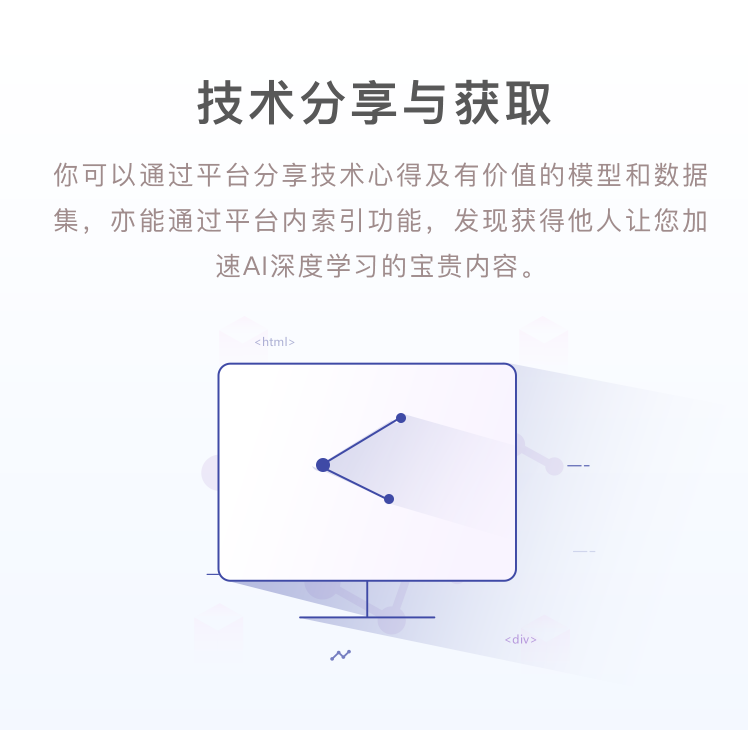 技术分享与获取
你可以通过平台分享技术心得及有价值的模型和数据
集，亦能通过平台内索引功能，发现获得他人让您加
速AI深度学习的宝贵内容。
<html>
<div>